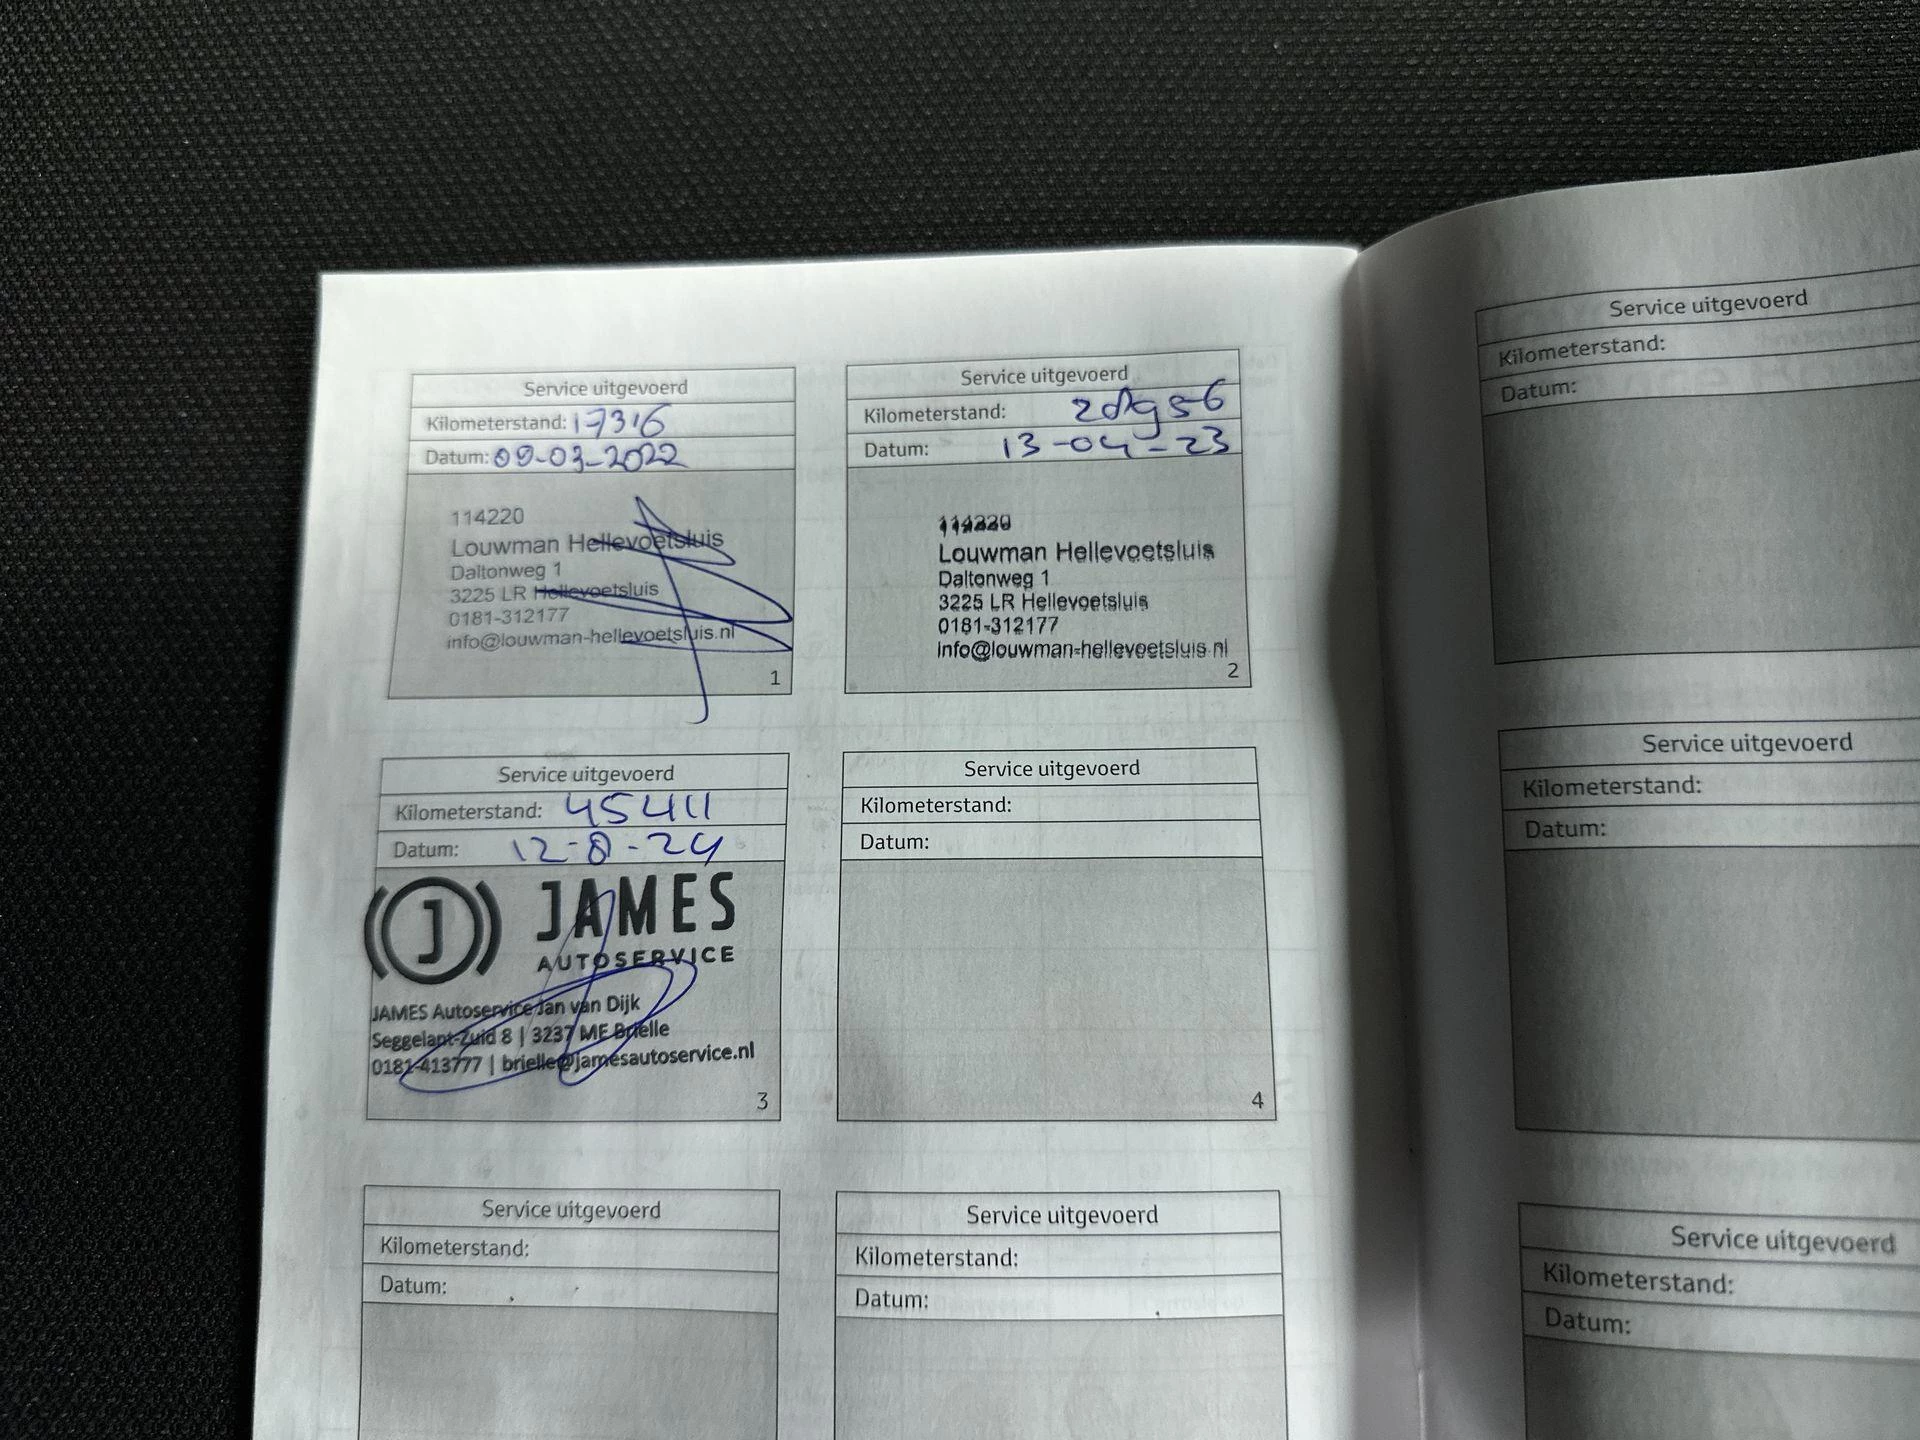 Service uitgevoerd
Kilometerstand: 17316
Datum: 09-03-2022
114220
Louwman Hellevoetsluis
Daltonweg 1
3225 LR Hellevoetsluis
0181-312177
info@louwman-hellevoetsluis.nl
1
Service uitgevoerd
Kilometerstand:
Datum: 13-04-23
114220
Louwman Hellevoetsluis
Daltonweg 1
3225 LR Hellevoetsluis
0181-312177
info@louwman-hellevoetsluis.nl
2
Service uitgevoerd
Kilometerstand: 45411
Datum: 12-8-24
J JAMES
AUTOSERVICE
JAMES Autoservice Jan van Dijk
Seggelant-Zuid 8 | 3237 ME Brielle
0181-413777 | brielle@jamesautoservice.nl
3
Service uitgevoerd
Kilometerstand:
Datum:
4
Service uitgevoerd
Kilometerstand:
Datum:
Service uitgevoerd
Kilometerstand:
Datum:
Service uitgevoerd
Kilometerstand:
Datum:
Service uitgevoerd
Kilometerstand:
Datum:
Service uitgevoerd
Kilometerstand:
Datum: